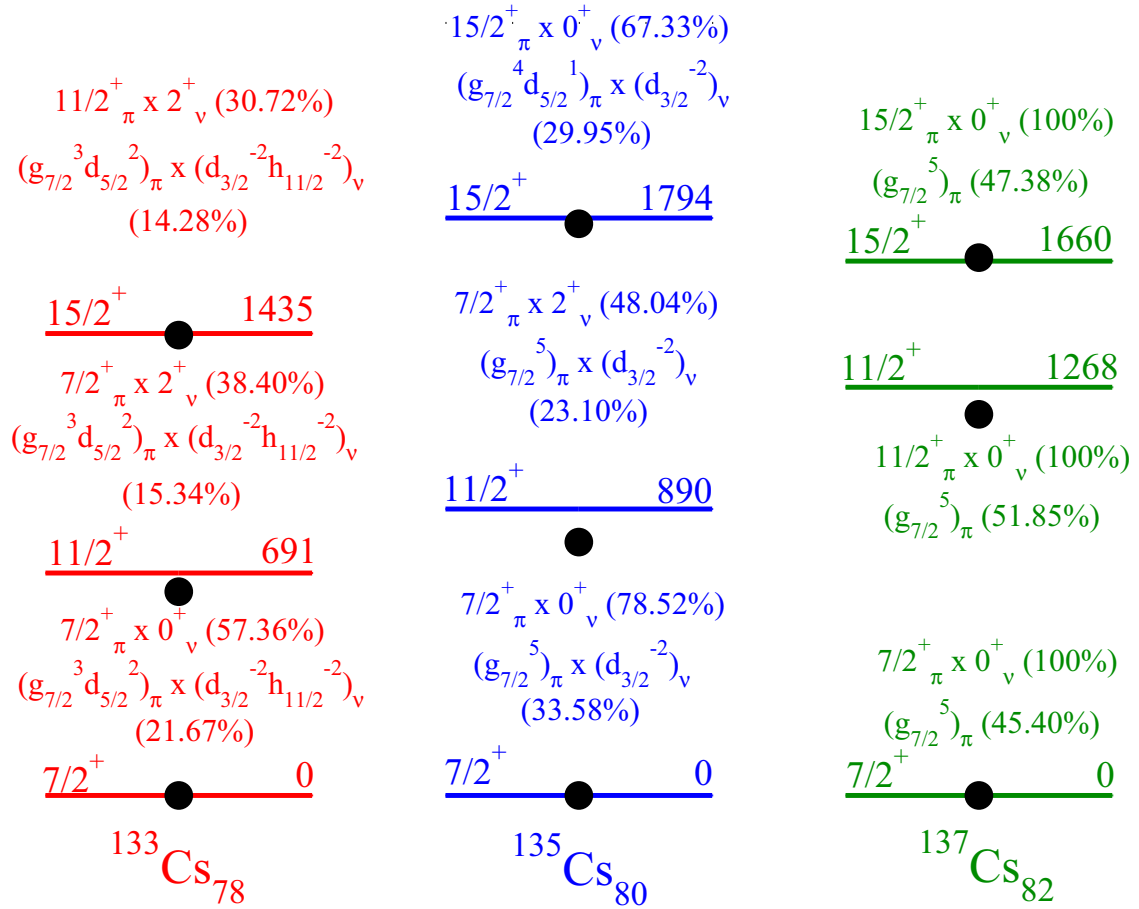 11/2⁺π x 2⁺ν (30.72%)
(g7/2³d5/2²)π x (d3/2⁻²h11/2⁻²)ν
(14.28%)
15/2⁺ 1435
7/2⁺π x 2⁺ν (38.40%)
(g7/2³d5/2²)π x (d3/2⁻²h11/2⁻²)ν
(15.34%)
11/2⁺ 691
7/2⁺π x 0⁺ν (57.36%)
(g7/2³d5/2²)π x (d3/2⁻²h11/2⁻²)ν
(21.67%)
7/2⁺ 0
¹³³Cs₇₈
15/2⁺π x 0⁺ν (67.33%)
(g7/2⁴d5/2¹)π x (d3/2⁻²)ν
(29.95%)
15/2⁺ 1794
7/2⁺π x 2⁺ν (48.04%)
(g7/2⁵)π x (d3/2⁻²)ν
(23.10%)
11/2⁺ 890
7/2⁺π x 0⁺ν (78.52%)
(g7/2⁵)π x (d3/2⁻²)ν
(33.58%)
7/2⁺ 0
¹³⁵Cs₈₀
15/2⁺π x 0⁺ν (100%)
(g7/2⁵)π (47.38%)
15/2⁺ 1660
11/2⁺ 1268
11/2⁺π x 0⁺ν (100%)
(g7/2⁵)π (51.85%)
7/2⁺π x 0⁺ν (100%)
(g7/2⁵)π (45.40%)
7/2⁺ 0
¹³⁷Cs₈₂